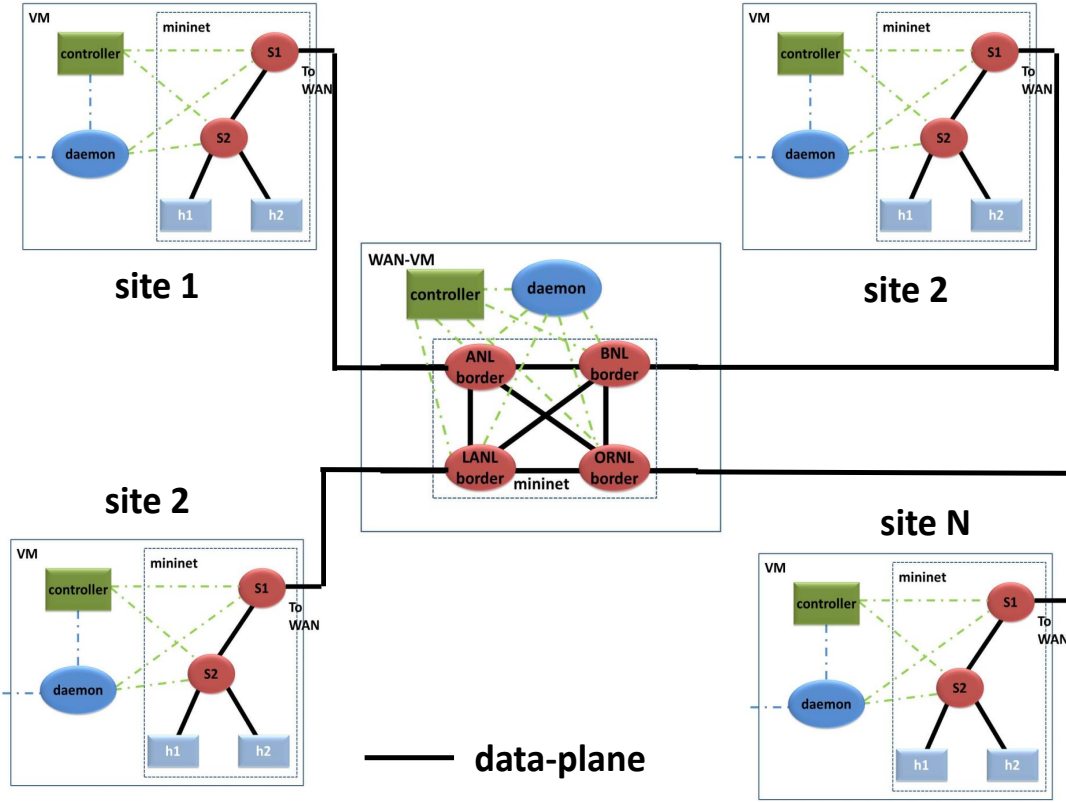 VM
mininet
controller
S1
To
WAN
S2
daemon
h1
h2
site 1
VM
mininet
controller
S1
To
WAN
S2
daemon
h1
h2
site 2
WAN-VM
controller
daemon
ANL
border
BNL
border
LANL
border
ORNL
border
mininet
site 2
VM
mininet
controller
S1
To
WAN
S2
daemon
h1
h2
site N
VM
mininet
controller
S1
To
WAN
S2
daemon
h1
h2
data-plane